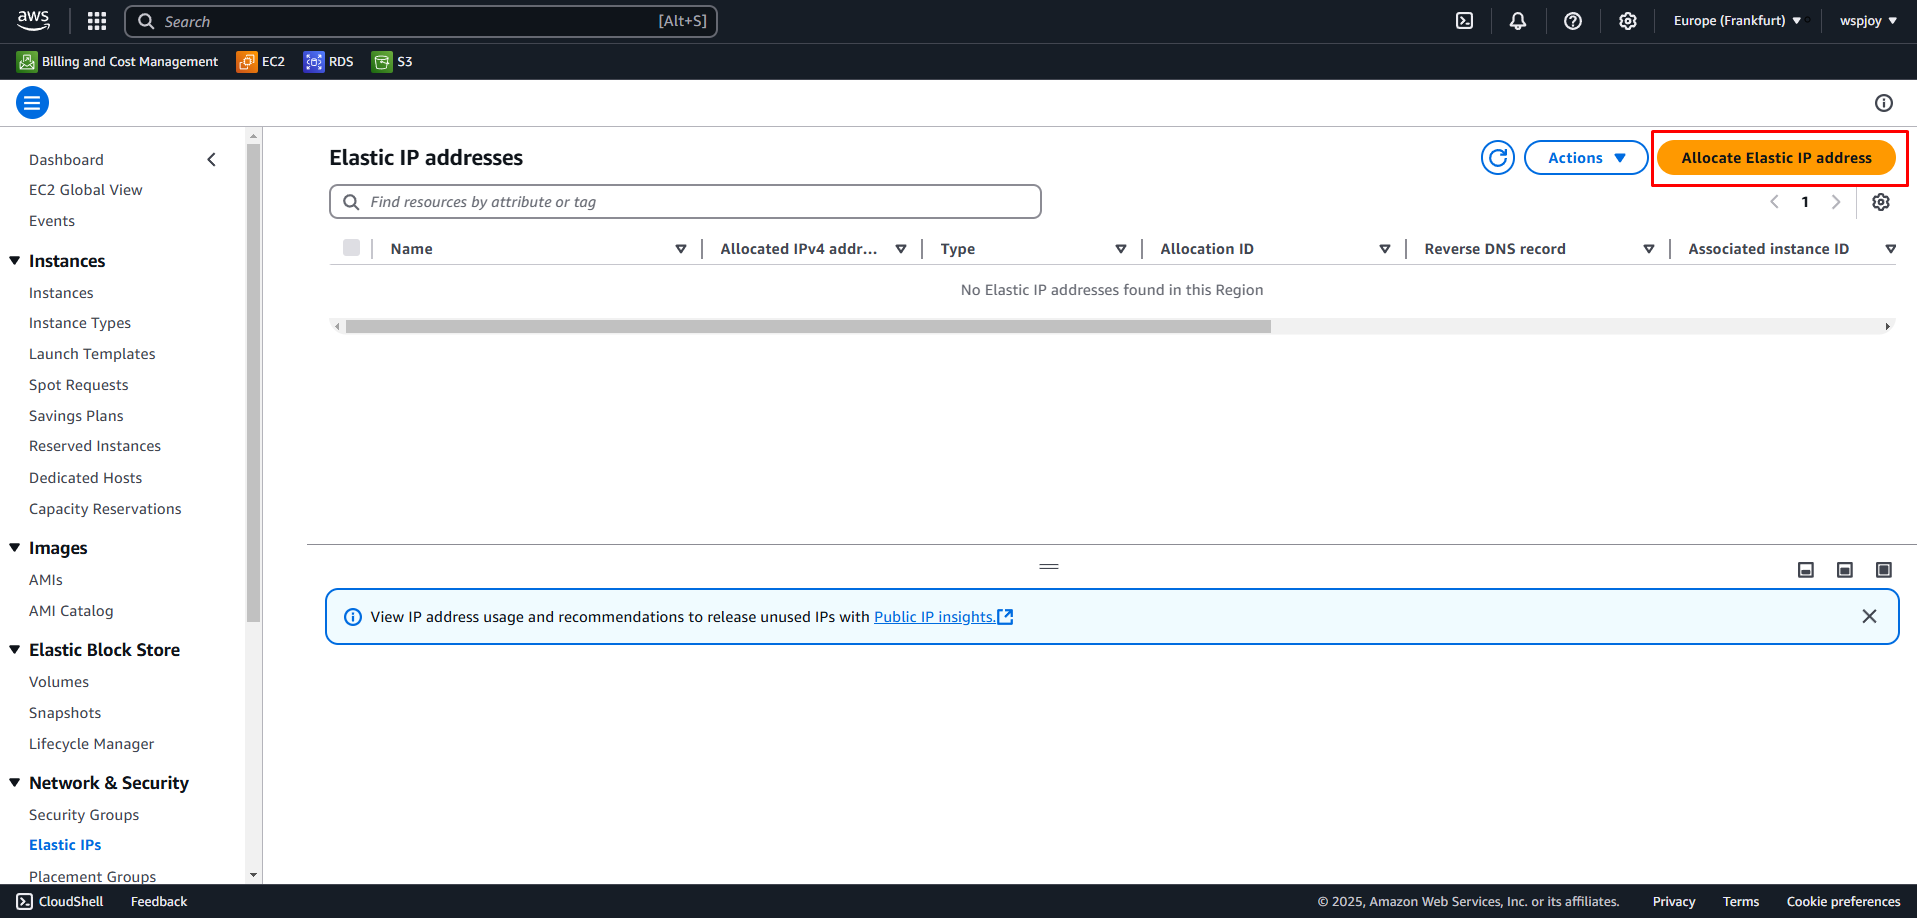 aws
Search [Alt+S]
Europe (Frankfurt)
wspjoy
Billing and Cost Management
EC2
RDS
S3
Dashboard
EC2 Global View
Events
Instances
Instances
Instance Types
Launch Templates
Spot Requests
Savings Plans
Reserved Instances
Dedicated Hosts
Capacity Reservations
Images
AMIs
AMI Catalog
Elastic Block Store
Volumes
Snapshots
Lifecycle Manager
Network & Security
Security Groups
Elastic IPs
Placement Groups
Elastic IP addresses
Actions
Allocate Elastic IP address
Find resources by attribute or tag
1
Name
Allocated IPv4 addr...
Type
Allocation ID
Reverse DNS record
Associated instance ID
No Elastic IP addresses found in this Region
View IP address usage and recommendations to release unused IPs with Public IP insights.
CloudShell
Feedback
© 2025, Amazon Web Services, Inc. or its affiliates.
Privacy
Terms
Cookie preferences